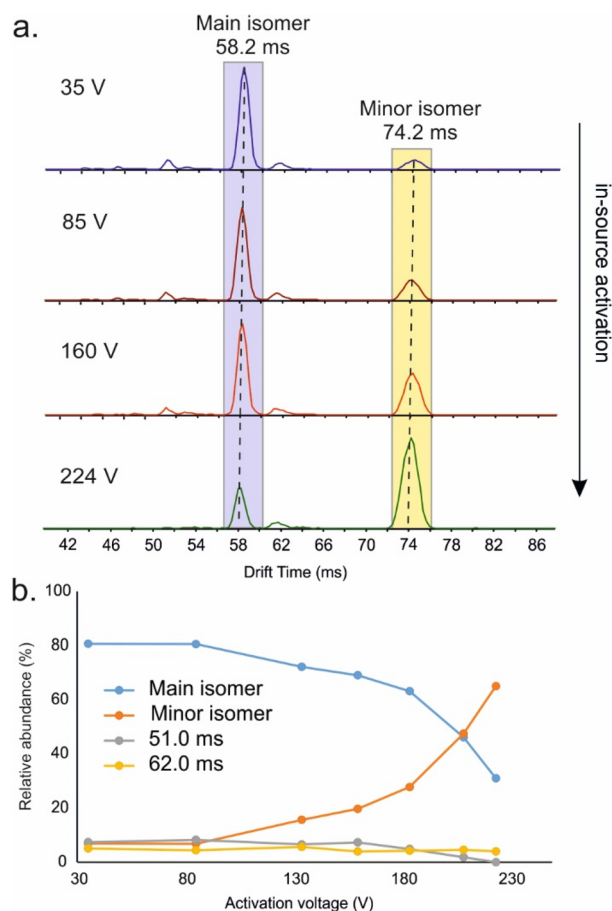 a.
Main isomer
58.2 ms
35 V
Minor isomer
74.2 ms
85 V
160 V
224 V
in-source activation
42 46 50 54 58 62 66 70 74 78 82 86
Drift Time (ms)
b.
100
80
60
40
20
0
Relative abundance (%)
Main isomer
Minor isomer
51.0 ms
62.0 ms
30 80 130 180 230
Activation voltage (V)